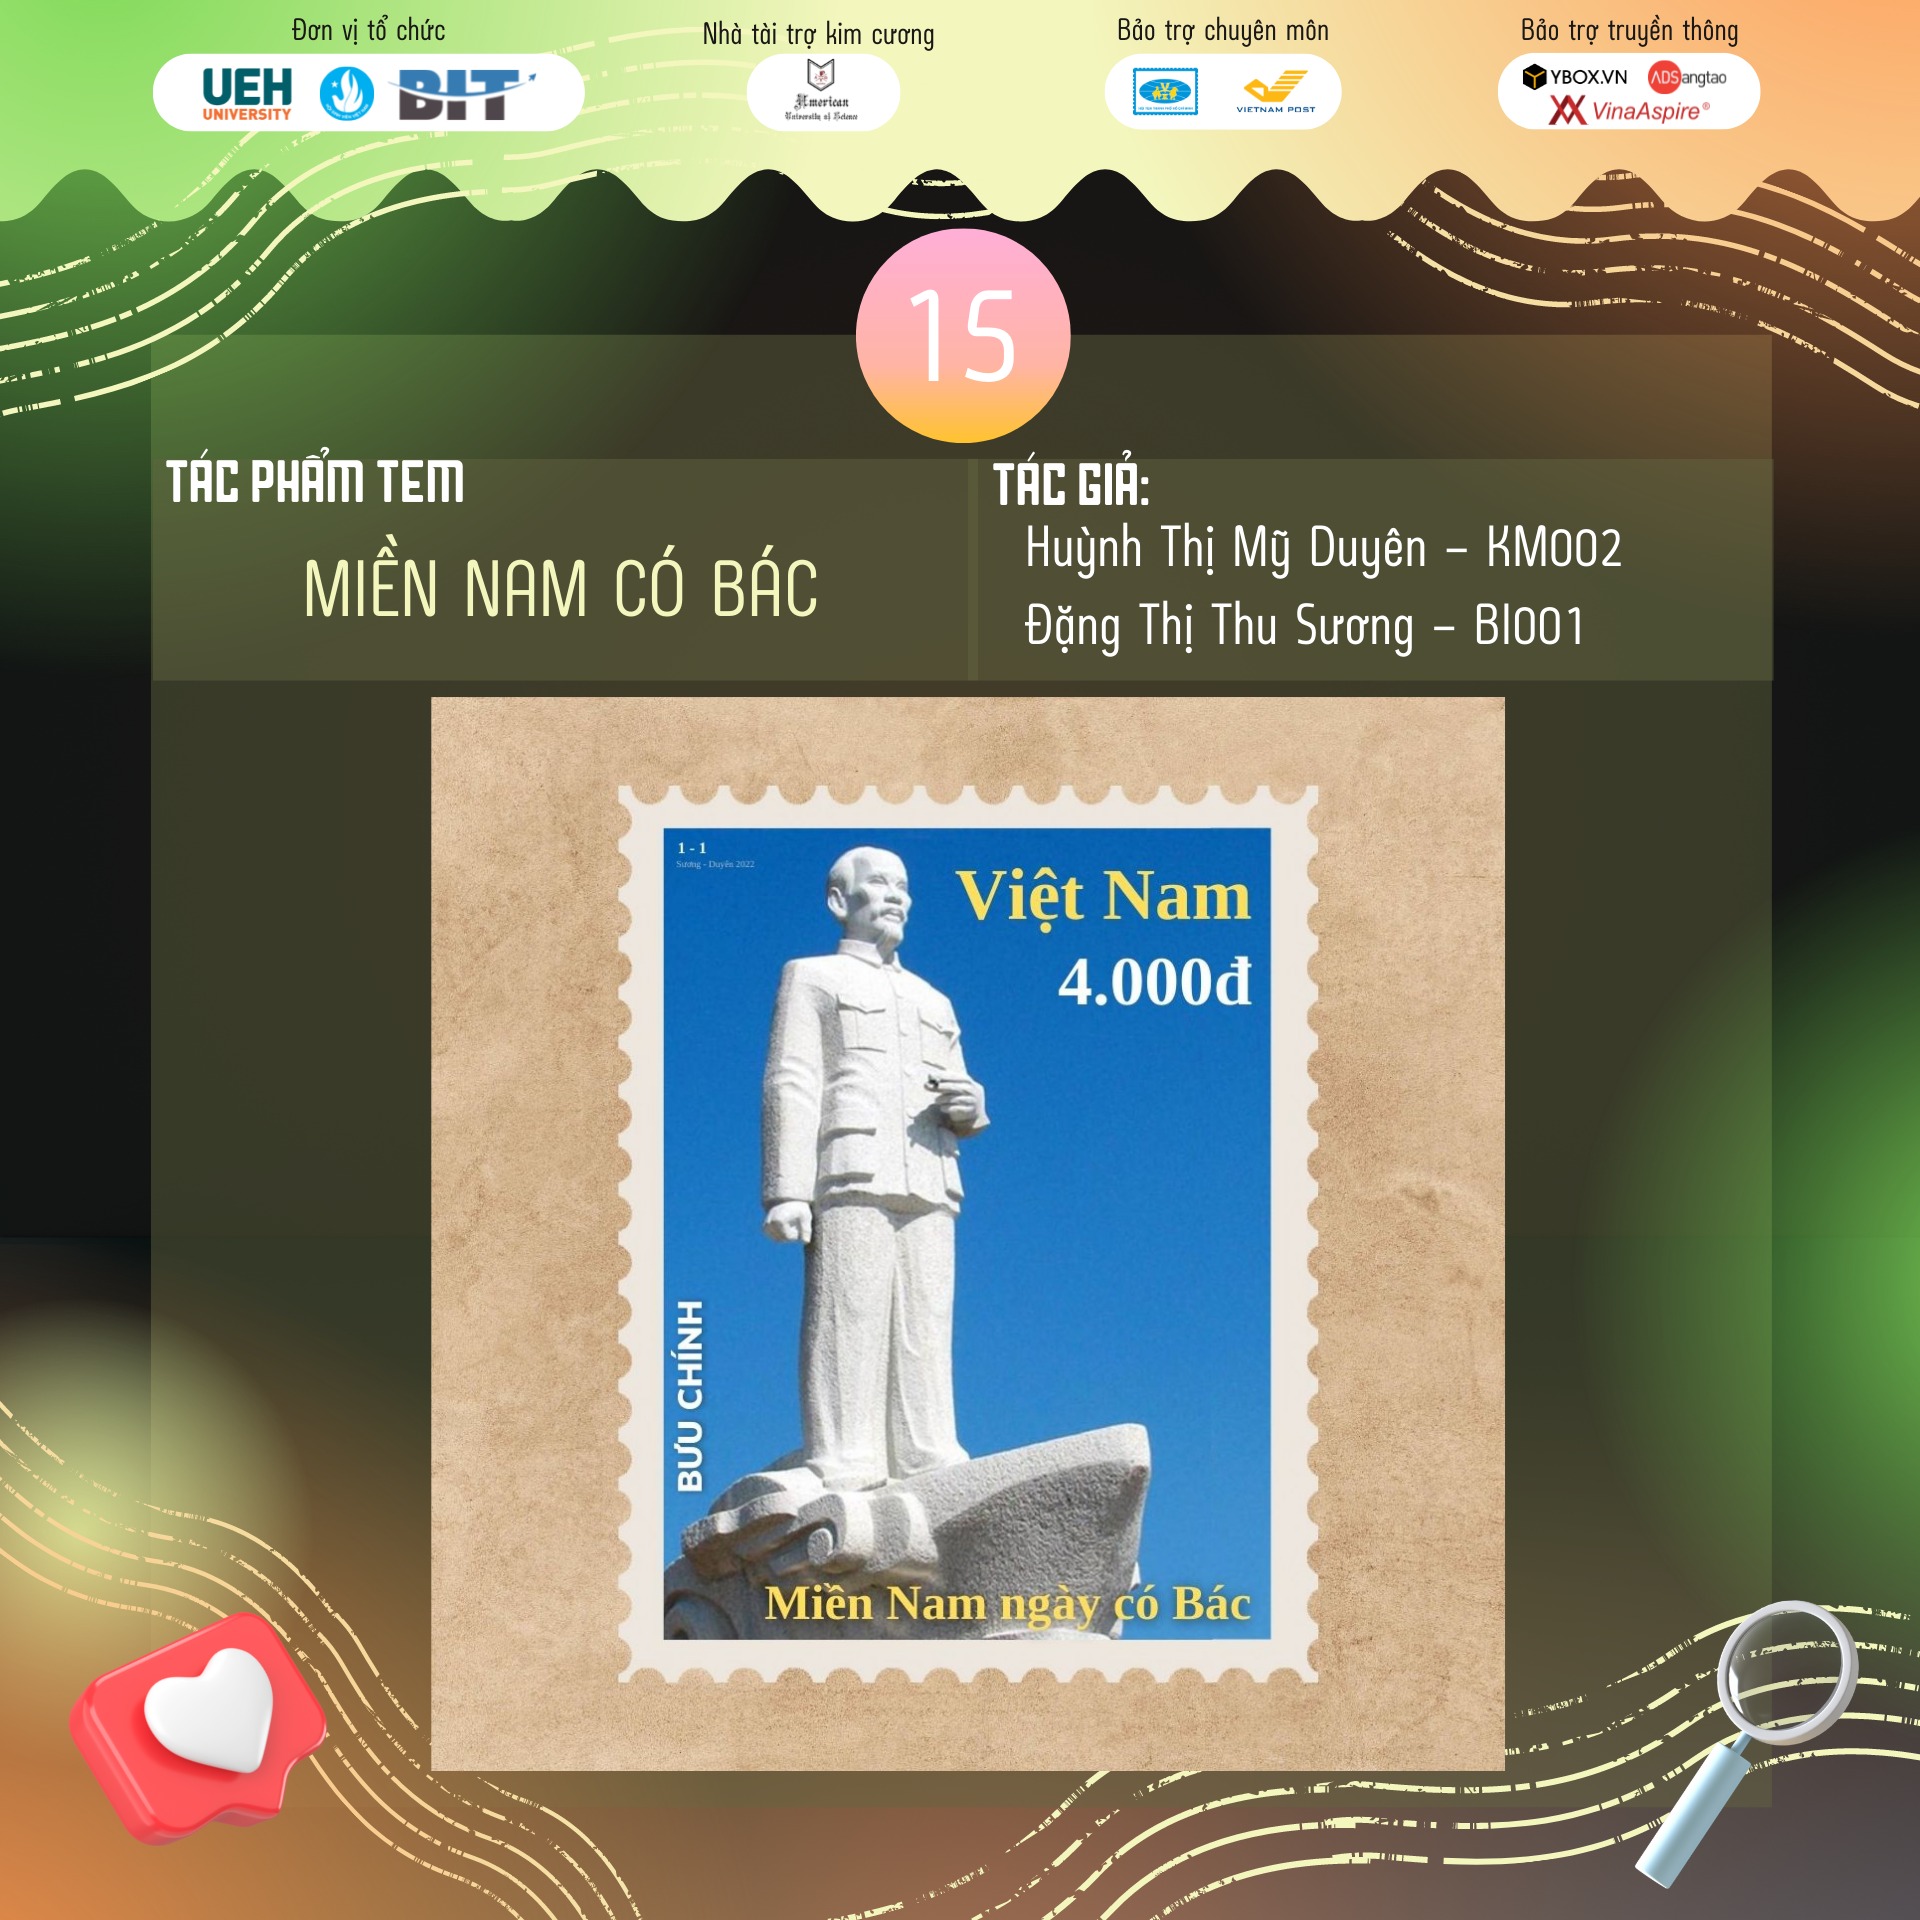 Đơn vị tổ chức
Nhà tài trợ kim cương
Bảo trợ chuyên môn
Bảo trợ truyền thông
UEH
UNIVERSITY
BIT
American
University of Science
VIETNAM POST
YBOX.VN
ADSangtao
VinaAspire®
15
TÁC PHẨM TEM
MIỀN NAM CÓ BÁC
TÁC GIẢ:
Huỳnh Thị Mỹ Duyên – KM002
Đặng Thị Thu Sương – BI001
1 - 1
Sương - Duyên 2022
Việt Nam
4.000đ
BƯU CHÍNH
Miền Nam ngày có Bác